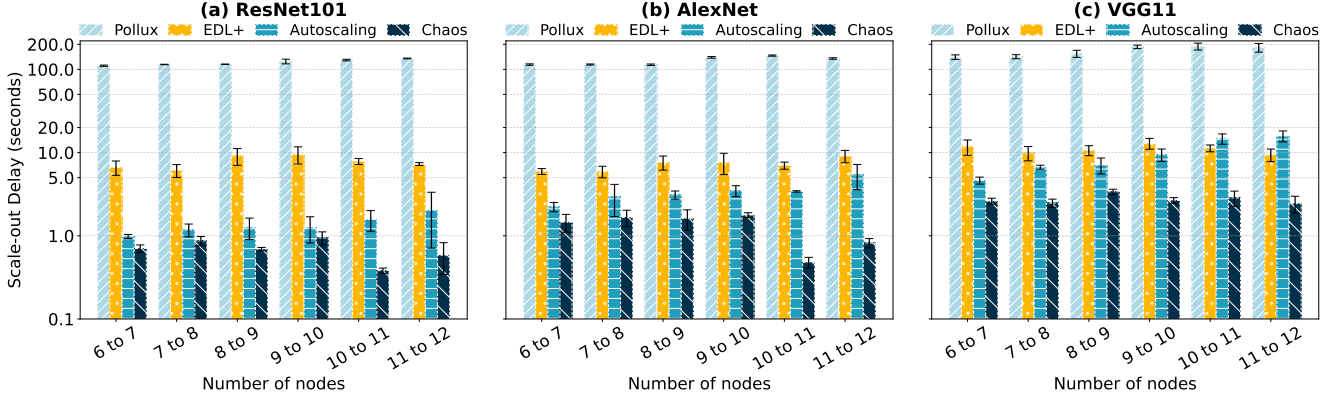 (a) ResNet101
Pollux EDL+ Autoscaling Chaos
Scale-out Delay (seconds)
200.0
100.0
50.0
20.0
10.0
5.0
1.0
0.1
6 to 7 7 to 8 8 to 9 9 to 10 10 to 11 11 to 12
Number of nodes
(b) AlexNet
Pollux EDL+ Autoscaling Chaos
6 to 7 7 to 8 8 to 9 9 to 10 10 to 11 11 to 12
Number of nodes
(c) VGG11
Pollux EDL+ Autoscaling Chaos
6 to 7 7 to 8 8 to 9 9 to 10 10 to 11 11 to 12
Number of nodes